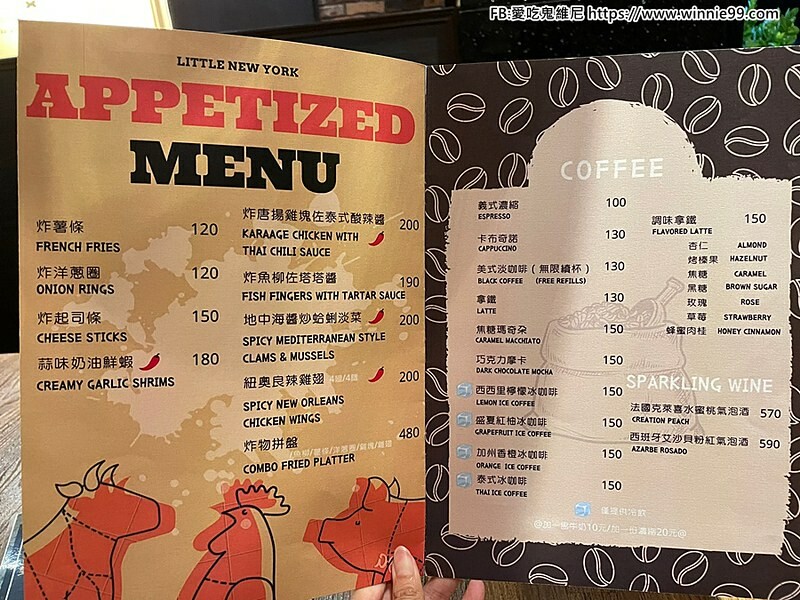 FB:愛吃鬼維尼 https://www.winnie99.com
LITTLE NEW YORK
APPETIZED
MENU
炸薯條 120
FRENCH FRIES
炸洋蔥圈 120
ONION RINGS
炸起司條 150
CHEESE STICKS
蒜味奶油鮮蝦 180
CREAMY GARLIC SHRIMS
炸唐揚雞塊佐泰式酸辣醬 200
KARAAGE CHICKEN WITH
THAI CHILI SAUCE
炸魚柳佐塔塔醬 190
FISH FINGERS WITH TARTAR SAUCE
地中海醬炒蛤蜊淡菜 200
SPICY MEDITERRANEAN STYLE
CLAMS & MUSSELS
紐奧良辣雞翅 200
SPICY NEW ORLEANS
CHICKEN WINGS
炸物拼盤 480
COMBO FRIED PLATTER
COFFEE
義式濃縮 100
ESPRESSO
卡布奇諾 130
CAPPUCCINO
美式淡咖啡（無限續杯） 130
BLACK COFFEE (FREE REFILLS)
拿鐵 130
LATTE
焦糖瑪奇朵 150
CARAMEL MACCHIATO
巧克力摩卡 150
DARK CHOCOLATE MOCHA
西西里檸檬冰咖啡 150
LEMON ICE COFFEE
盛夏紅柚冰咖啡 150
GRAPEFRUIT ICE COFFEE
加州香橙冰咖啡 150
ORANGE ICE COFFEE
泰式冰咖啡 150
THAI ICE COFFEE
調味拿鐵 150
FLAVORED LATTE
杏仁 ALMOND
烤榛果 HAZELNUT
焦糖 CARAMEL
黑糖 BROWN SUGAR
玫瑰 ROSE
草莓 STRAWBERRY
蜂蜜肉桂 HONEY CINNAMON
SPARKLING WINE
法國克萊喜水蜜桃氣泡酒 570
CREATION PEACH
西班牙艾沙貝粉紅氣泡酒 590
AZARBE ROSADO
僅提供冷飲